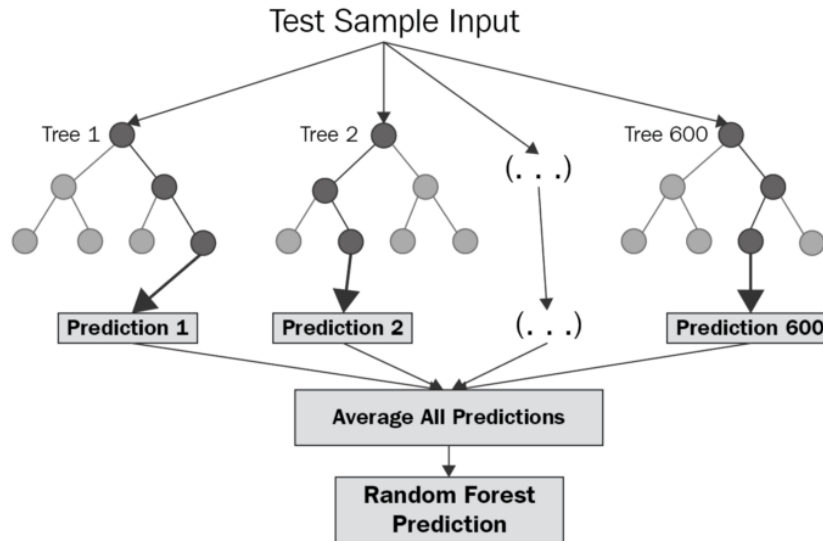 Test Sample Input
Tree 1
Tree 2
(. . .)
Tree 600
Prediction 1
Prediction 2
(. . .)
Prediction 600
Average All Predictions
Random Forest
Prediction